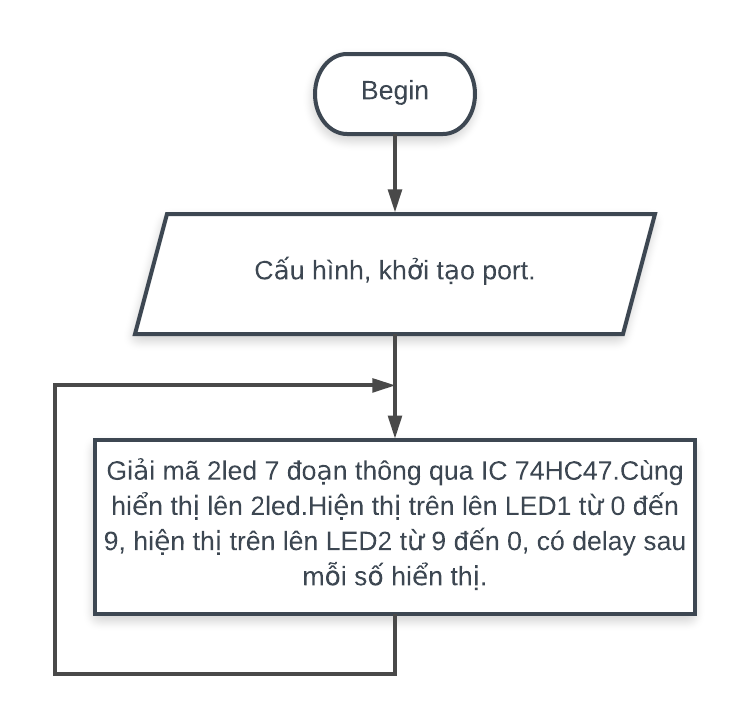 Begin
Cấu hình, khởi tạo port.
Giải mã 2led 7 đoạn thông qua IC 74HC47.Cùng
hiển thị lên 2led.Hiện thị trên lên LED1 từ 0 đến
9, hiện thị trên lên LED2 từ 9 đến 0, có delay sau
mỗi số hiển thị.